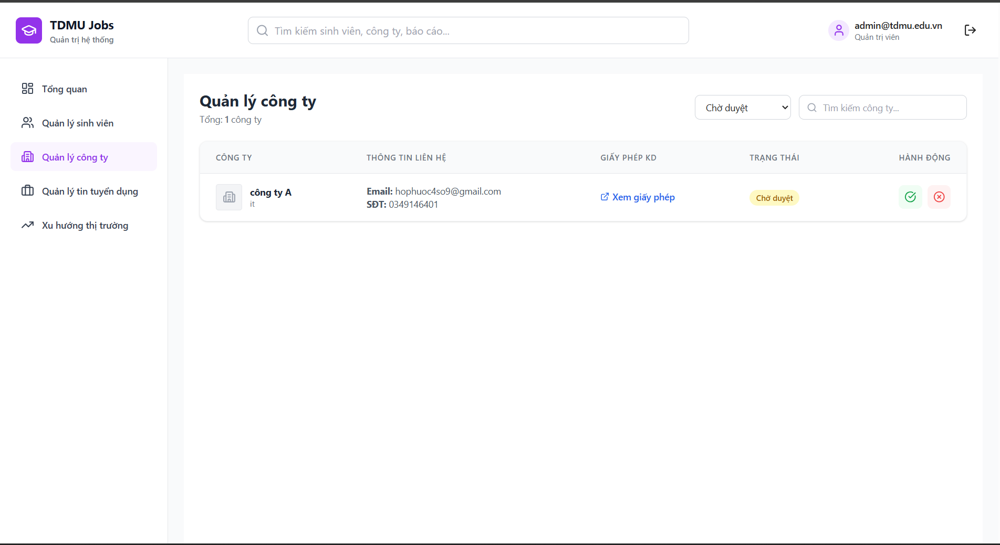 TDMU Jobs
Quản trị hệ thống
Tìm kiếm sinh viên, công ty, báo cáo...
admin@tdmu.edu.vn
Quản trị viên
Tổng quan
Quản lý sinh viên
Quản lý công ty
Quản lý tin tuyển dụng
Xu hướng thị trường
Quản lý công ty
Tổng: 1 công ty
Chờ duyệt
Tìm kiếm công ty...
CÔNG TY THÔNG TIN LIÊN HỆ GIẤY PHÉP KD TRẠNG THÁI HÀNH ĐỘNG
công ty A
it
Email: hophuoc4so9@gmail.com
SĐT: 0349146401
Xem giấy phép
Chờ duyệt